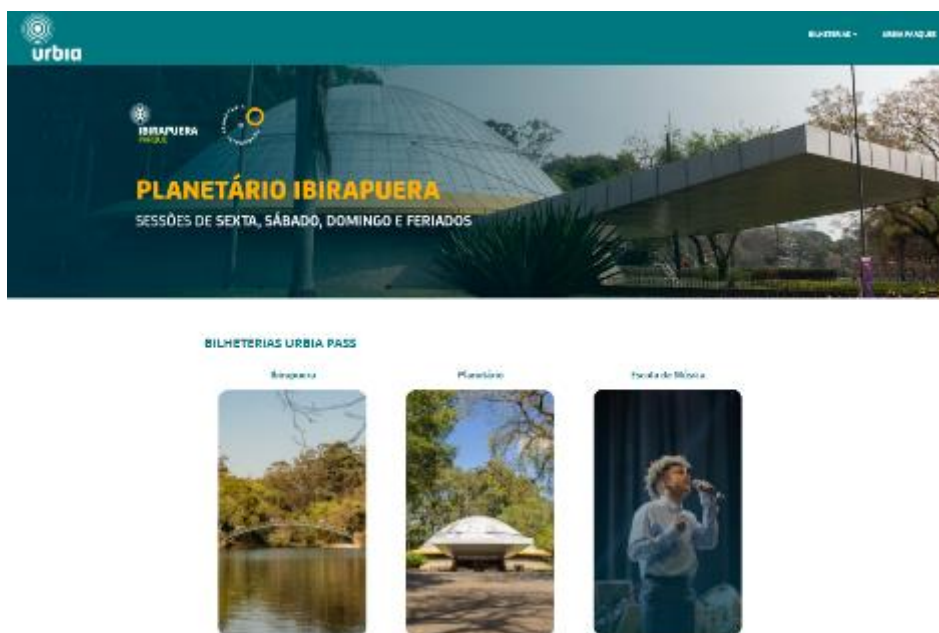 urbia
BILHETERIAS
URBIA PARQUES
IBIRAPUERA
PARQUE
PLANETÁRIO IBIRAPUERA
SESSÕES DE SEXTA, SÁBADO, DOMINGO E FERIADOS
BILHETERIAS URBIA PASS
Ibirapuera
Planetário
Escola de Música